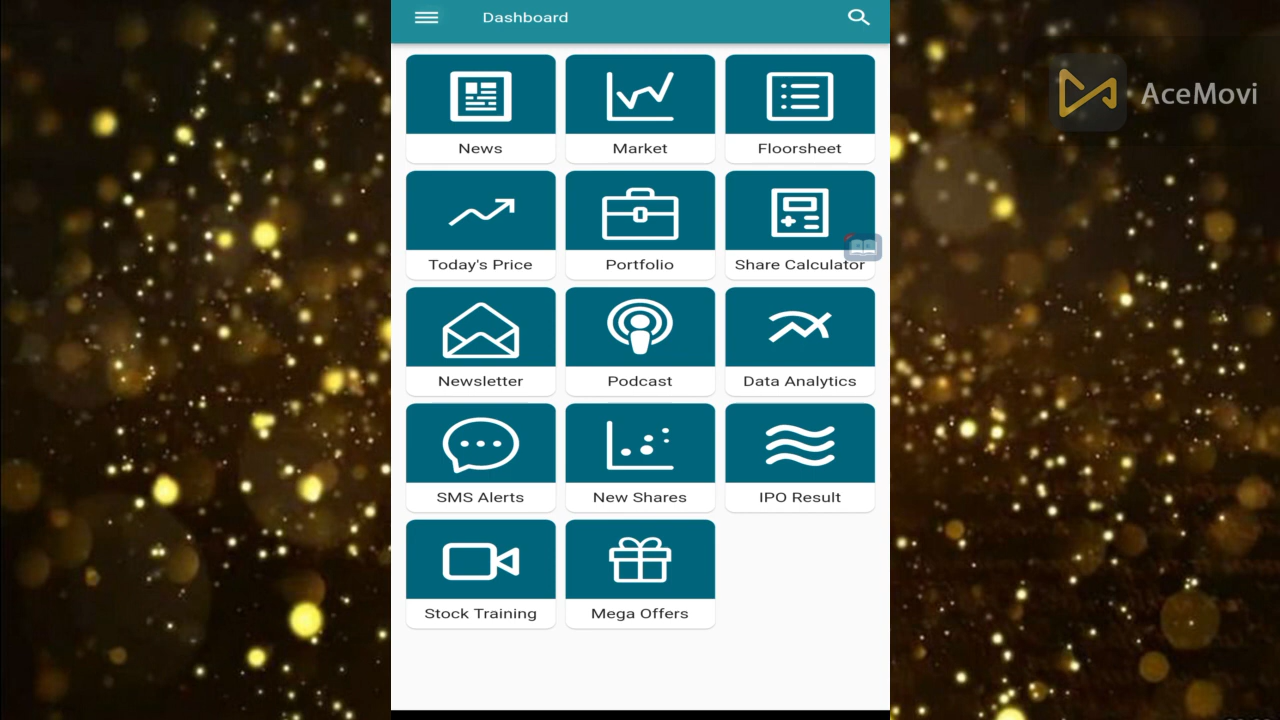 Dashboard
AceMovi
News
Market
Floorsheet
Today's Price
Portfolio
Share Calculator
Newsletter
Podcast
Data Analytics
SMS Alerts
New Shares
IPO Result
Stock Training
Mega Offers